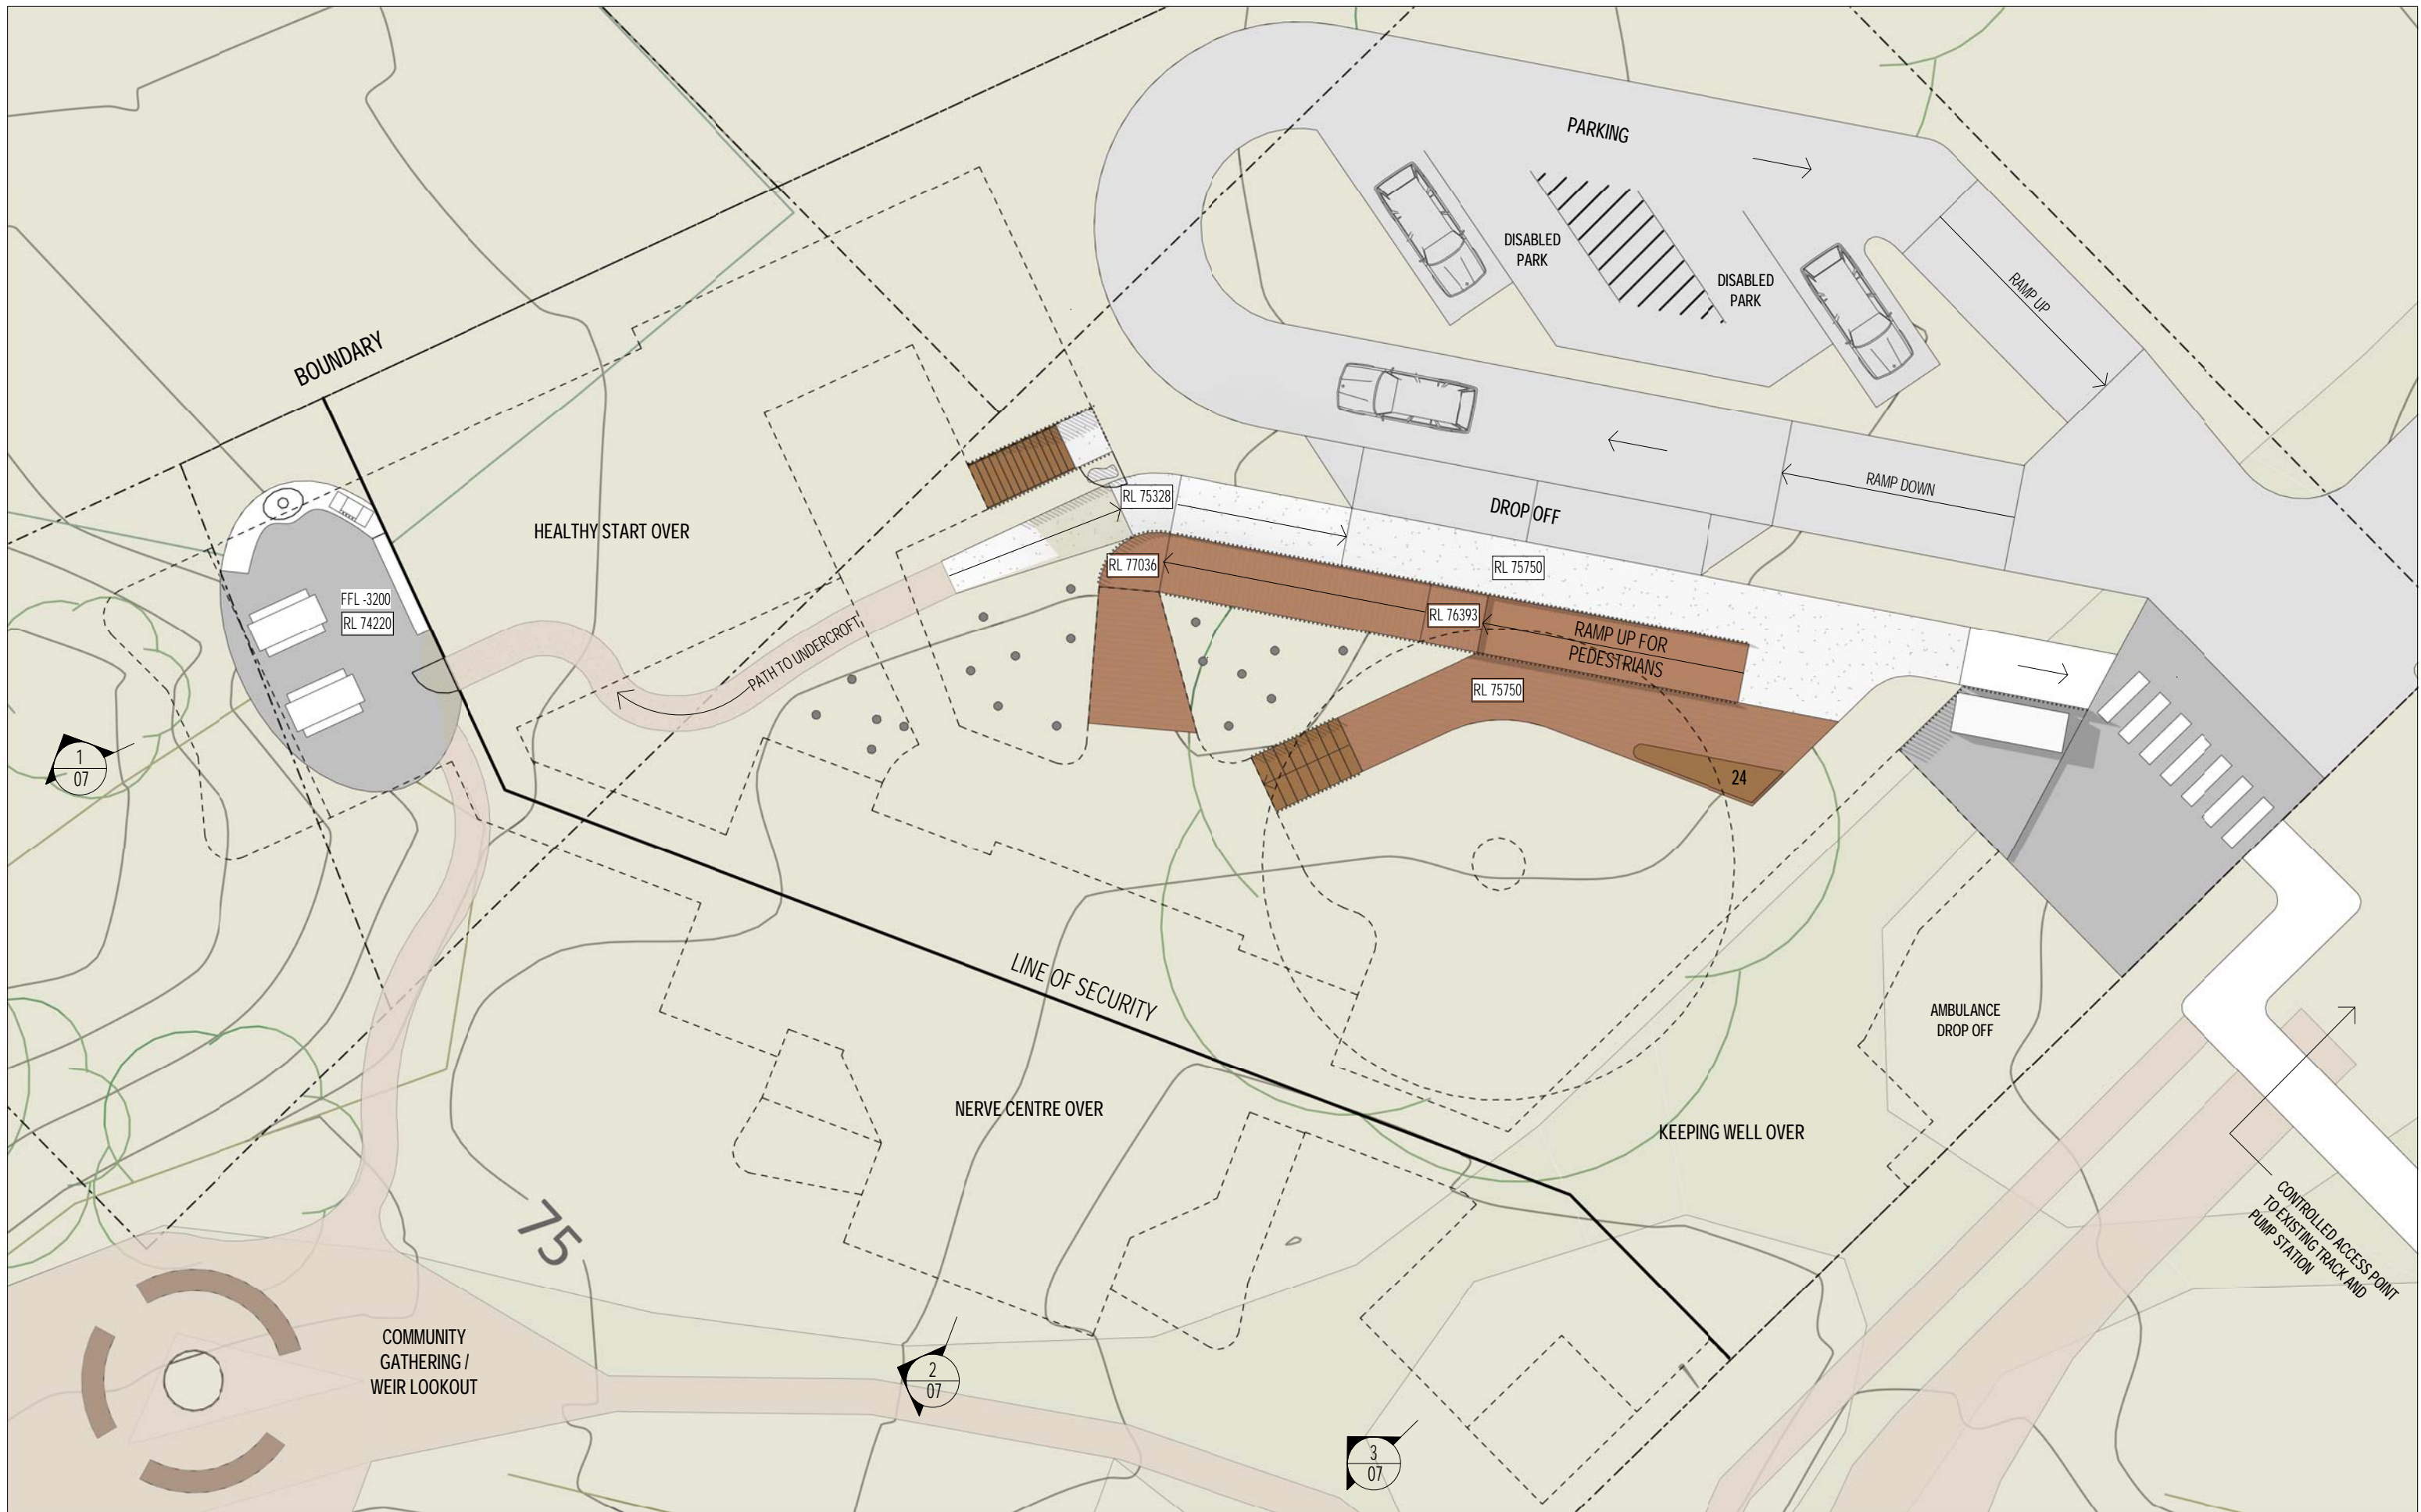 PARKING
DISABLED
PARK
DISABLED
PARK
RAMP UP
BOUNDARY
RAMP DOWN
DROP OFF
RL 75328
HEALTHY START OVER
RL 77036
RL 75750
FFL -3200
RL 74220
RL 76393
RAMP UP FOR
PEDESTRIANS
PATH TO UNDERCROFT
RL 75750
24
1
07
LINE OF SECURITY
AMBULANCE
DROP OFF
NERVE CENTRE OVER
KEEPING WELL OVER
75
CONTROLLED ACCESS POINT
TO EXISTING TRACK AND
PUMP STATION
COMMUNITY
GATHERING /
WEIR LOOKOUT
2
07
3
07